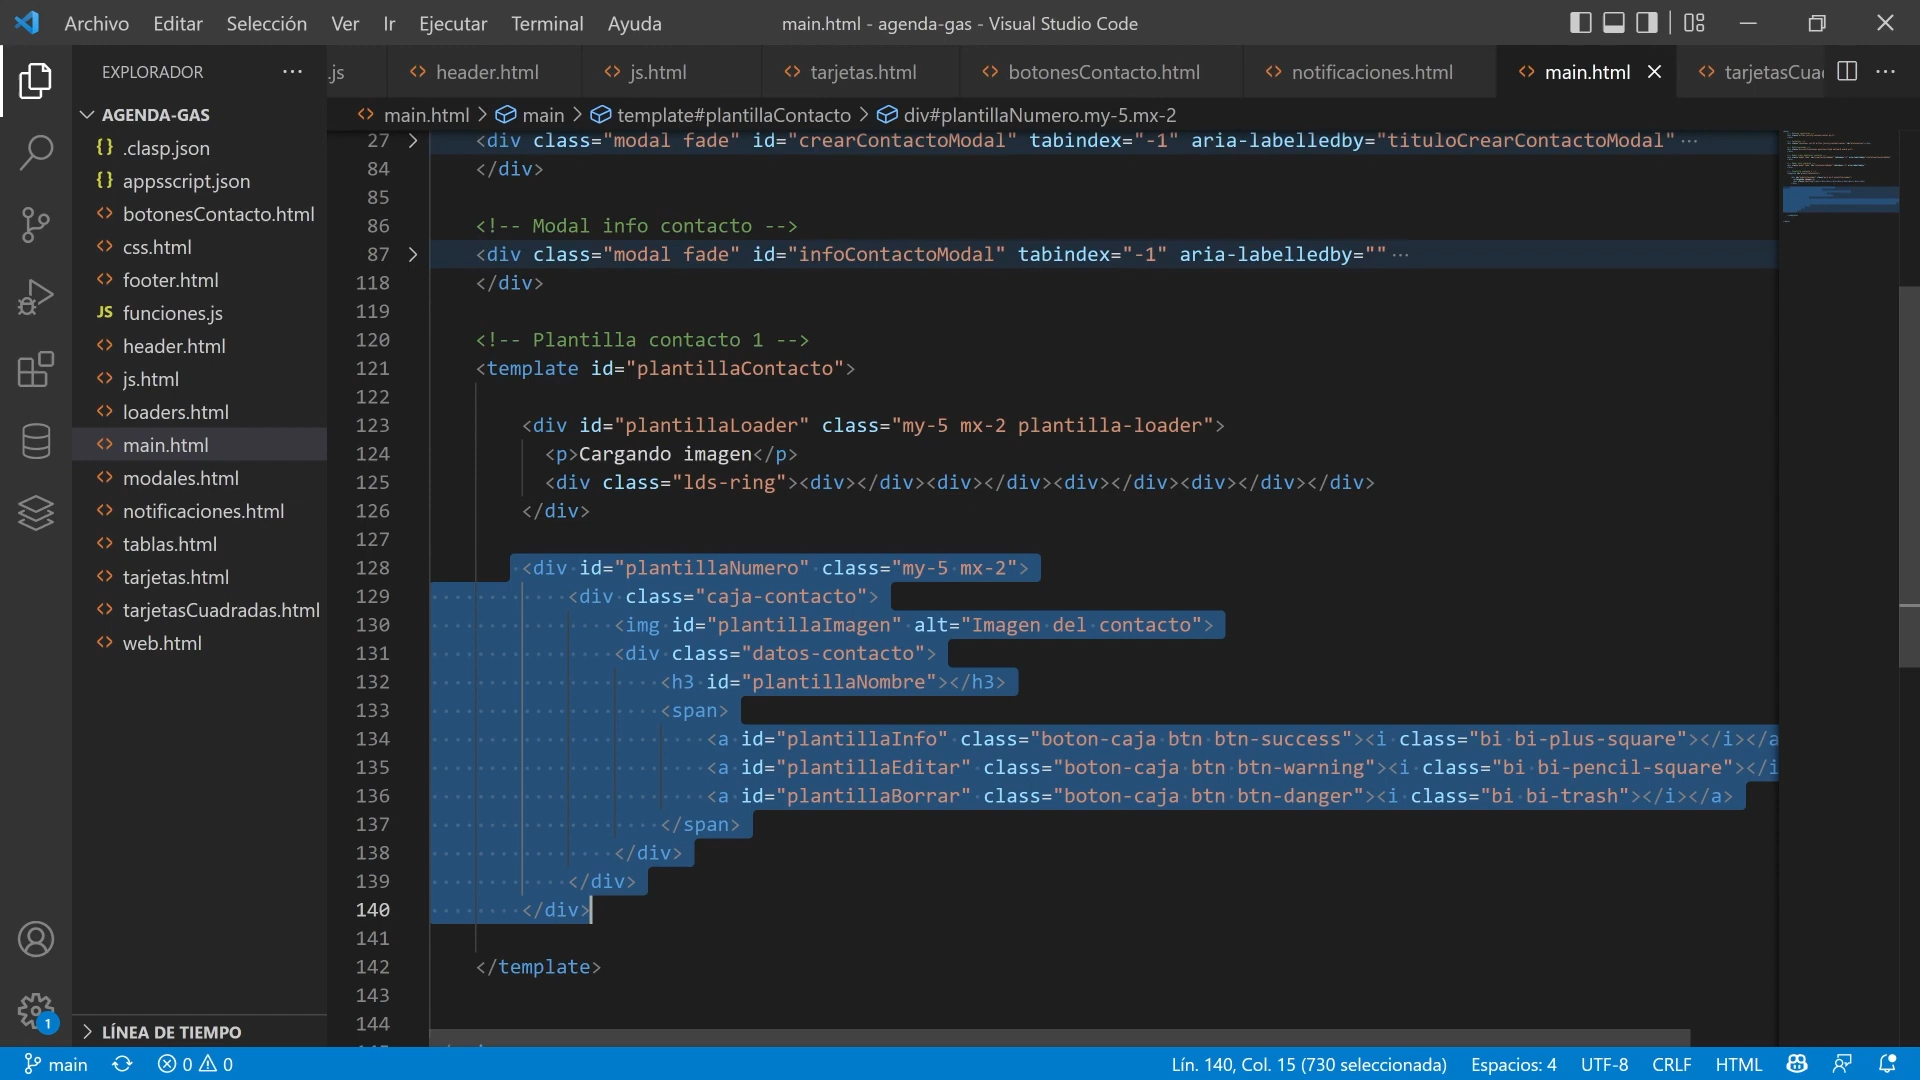 Archivo Editar Selección Ver Ir Ejecutar Terminal Ayuda
main.html - agenda-gas - Visual Studio Code
EXPLORADOR
.js header.html js.html tarjetas.html botonesContacto.html notificaciones.html main.html tarjetasCua
AGENDA-GAS
.clasp.json
appsscript.json
botonesContacto.html
css.html
footer.html
funciones.js
header.html
js.html
loaders.html
main.html
modales.html
notificaciones.html
tablas.html
tarjetas.html
tarjetasCuadradas.html
web.html
LÍNEA DE TIEMPO
main.html > main > template#plantillaContacto > div#plantillaNumero.my-5.mx-2
27 <div class="modal fade" id="crearContactoModal" tabindex="-1" aria-labelledby="tituloCrearContactoModal" ...
84 </div>
85
86 <!-- Modal info contacto -->
87 <div class="modal fade" id="infoContactoModal" tabindex="-1" aria-labelledby="" ...
118 </div>
119
120 <!-- Plantilla contacto 1 -->
121 <template id="plantillaContacto">
122
123 <div id="plantillaLoader" class="my-5 mx-2 plantilla-loader">
124 <p>Cargando imagen</p>
125 <div class="lds-ring"><div></div><div></div><div></div><div></div></div>
126 </div>
127
128 <div id="plantillaNumero" class="my-5 mx-2">
129 <div class="caja-contacto">
130 <img id="plantillaImagen" alt="Imagen del contacto">
131 <div class="datos-contacto">
132 <h3 id="plantillaNombre"></h3>
133 <span>
134 <a id="plantillaInfo" class="boton-caja btn btn-success"><i class="bi bi-plus-square"></i></a
135 <a id="plantillaEditar" class="boton-caja btn btn-warning"><i class="bi bi-pencil-square"></i
136 <a id="plantillaBorrar" class="boton-caja btn btn-danger"><i class="bi bi-trash"></i></a>
137 </span>
138 </div>
139 </div>
140 </div>
141
142 </template>
143
144
main 0 0 Lín. 140, Col. 15 (730 seleccionada) Espacios: 4 UTF-8 CRLF HTML
1